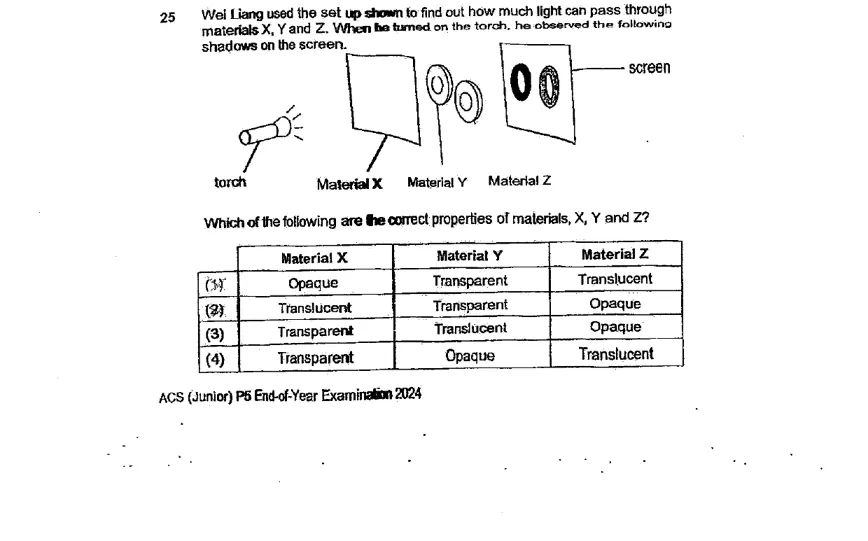 25 Wei Liang used the set up shown to find out how much light can pass through
materials X, Y and Z. When he turned on the torch, he observed the following
shadows on the screen.
screen
torch Material X Material Y Material Z
Which of the following are the correct properties of materials, X, Y and Z?
Material X Material Y Material Z
(1) Opaque Transparent Translucent
(2) Translucent Transparent Opaque
(3) Transparent Translucent Opaque
(4) Transparent Opaque Translucent
ACS (Junior) P5 End-of-Year Examination 2024